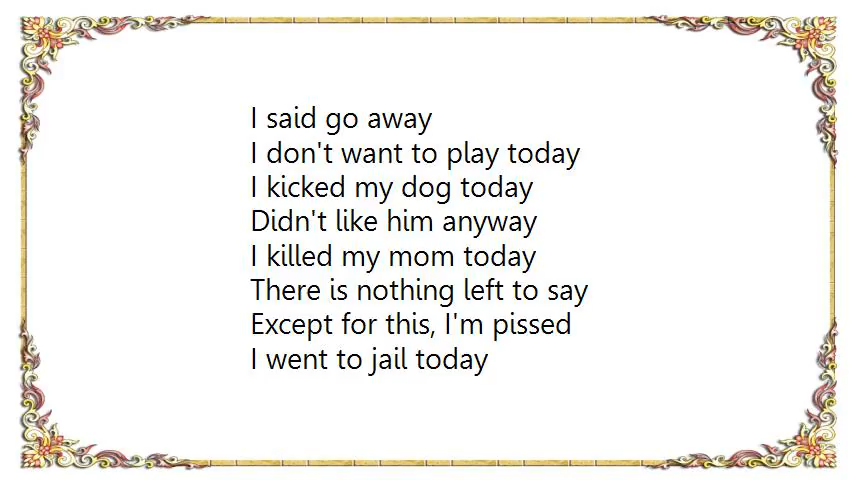 I said go away
I don't want to play today
I kicked my dog today
Didn't like him anyway
I killed my mom today
There is nothing left to say
Except for this, I'm pissed
I went to jail today